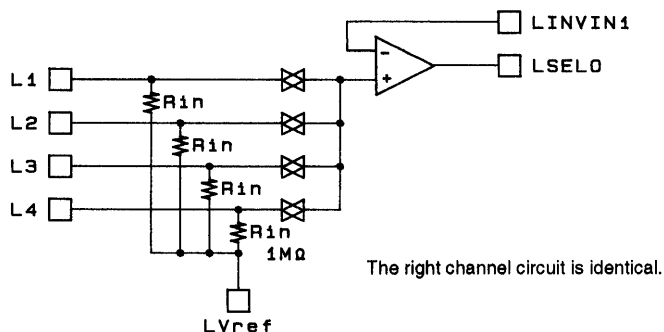 LINVIN1
LSELO
L1
Rin
L2
Rin
L3
Rin
L4
Rin
1MΩ
The right channel circuit is identical.
LVref